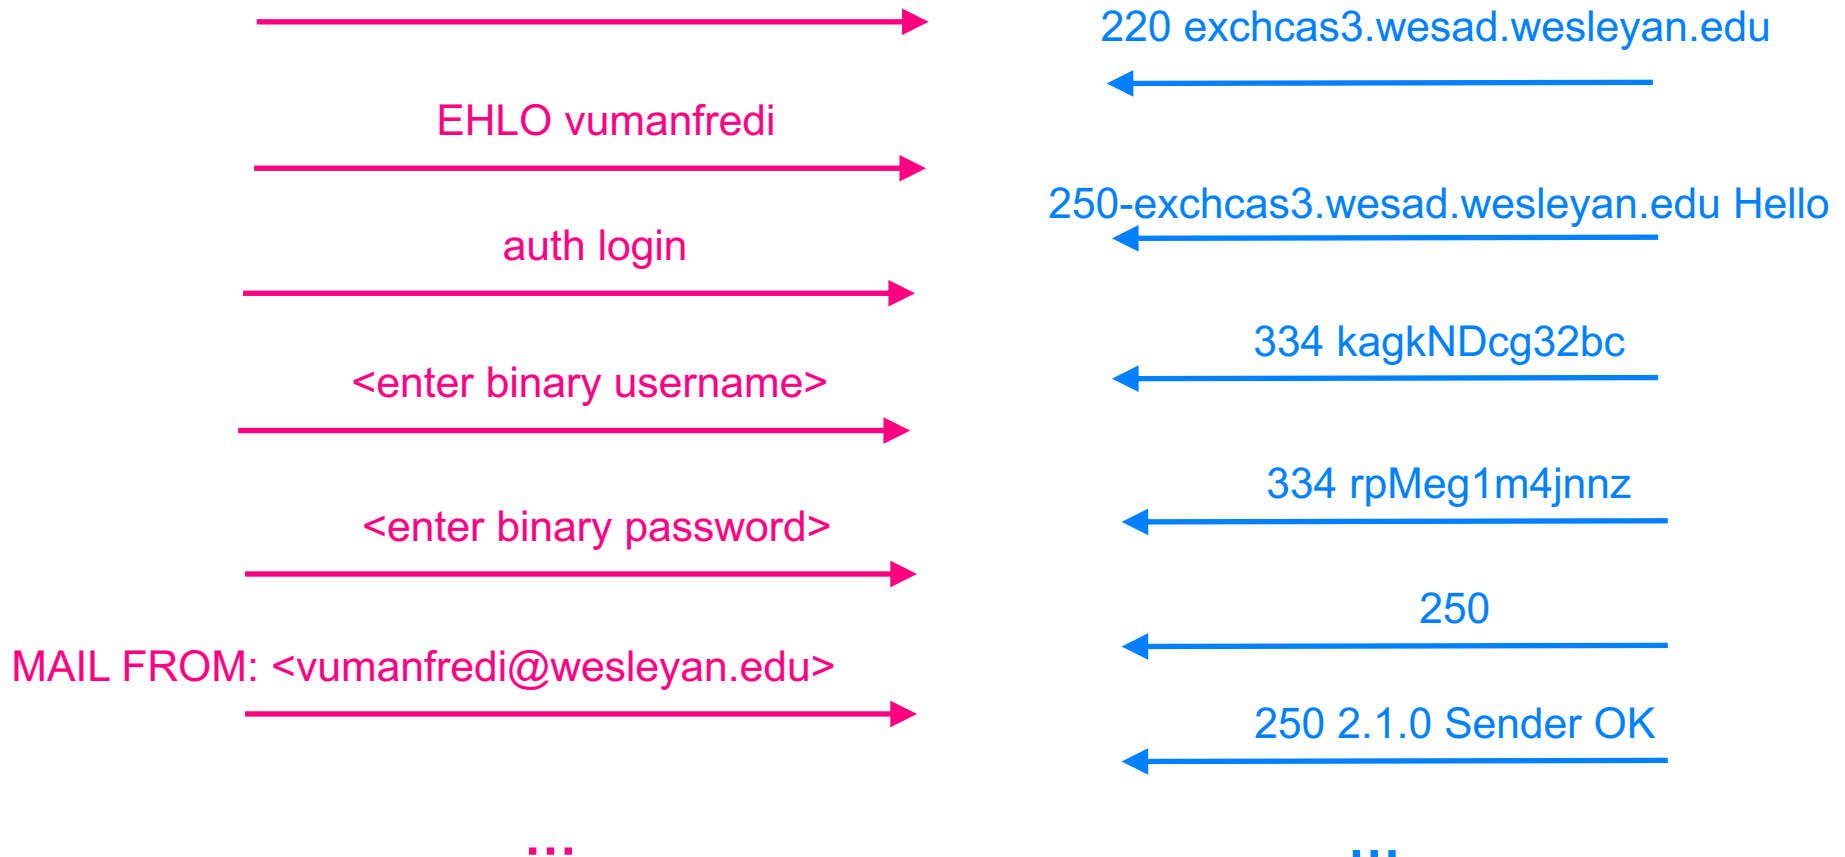 220 exchcas3.wesad.wesleyan.edu
EHLO vumanfredi
250-exchcas3.wesad.wesleyan.edu Hello
auth login
334 kagkNDcg32bc
<enter binary username>
334 rpMeg1m4jnnz
<enter binary password>
250
MAIL FROM: <vumanfredi@wesleyan.edu>
250 2.1.0 Sender OK
... ...